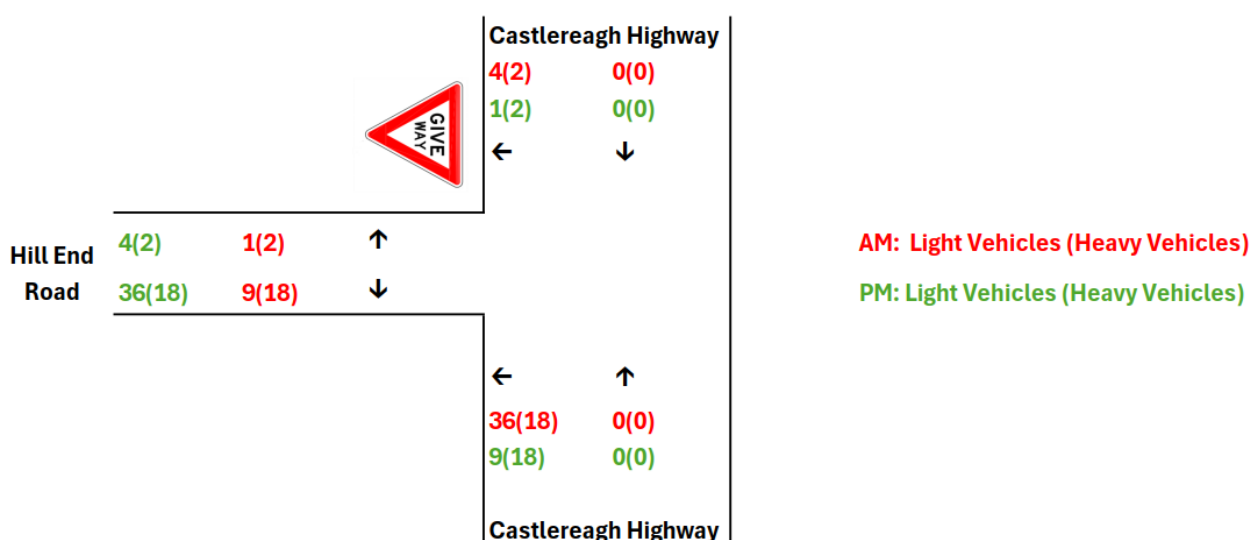 Castlereagh Highway
4(2) 0(0)
1(2) 0(0)
← ↓
GIVE
WAY
Hill End
Road
4(2) 1(2) ↑
36(18) 9(18) ↓
AM: Light Vehicles (Heavy Vehicles)
PM: Light Vehicles (Heavy Vehicles)
← ↑
36(18) 0(0)
9(18) 0(0)
Castlereagh Highway